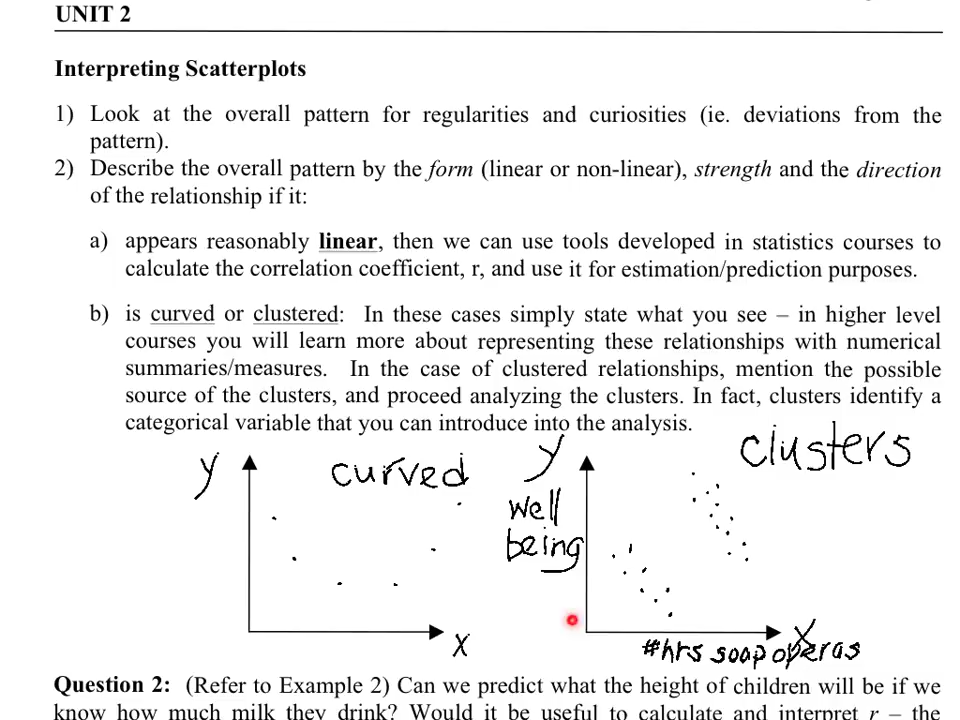 UNIT 2
Interpreting Scatterplots
1) Look at the overall pattern for regularities and curiosities (ie. deviations from the
pattern).
2) Describe the overall pattern by the form (linear or non-linear), strength and the direction
of the relationship if it:
a) appears reasonably linear, then we can use tools developed in statistics courses to
calculate the correlation coefficient, r, and use it for estimation/prediction purposes.
b) is curved or clustered: In these cases simply state what you see – in higher level
courses you will learn more about representing these relationships with numerical
summaries/measures. In the case of clustered relationships, mention the possible
source of the clusters, and proceed analyzing the clusters. In fact, clusters identify a
categorical variable that you can introduce into the analysis.
y
curved
x
y
clusters
well
being
x
#hrs soap operas
Question 2: (Refer to Example 2) Can we predict what the height of children will be if we
know how much milk they drink? Would it be useful to calculate and interpret r – the